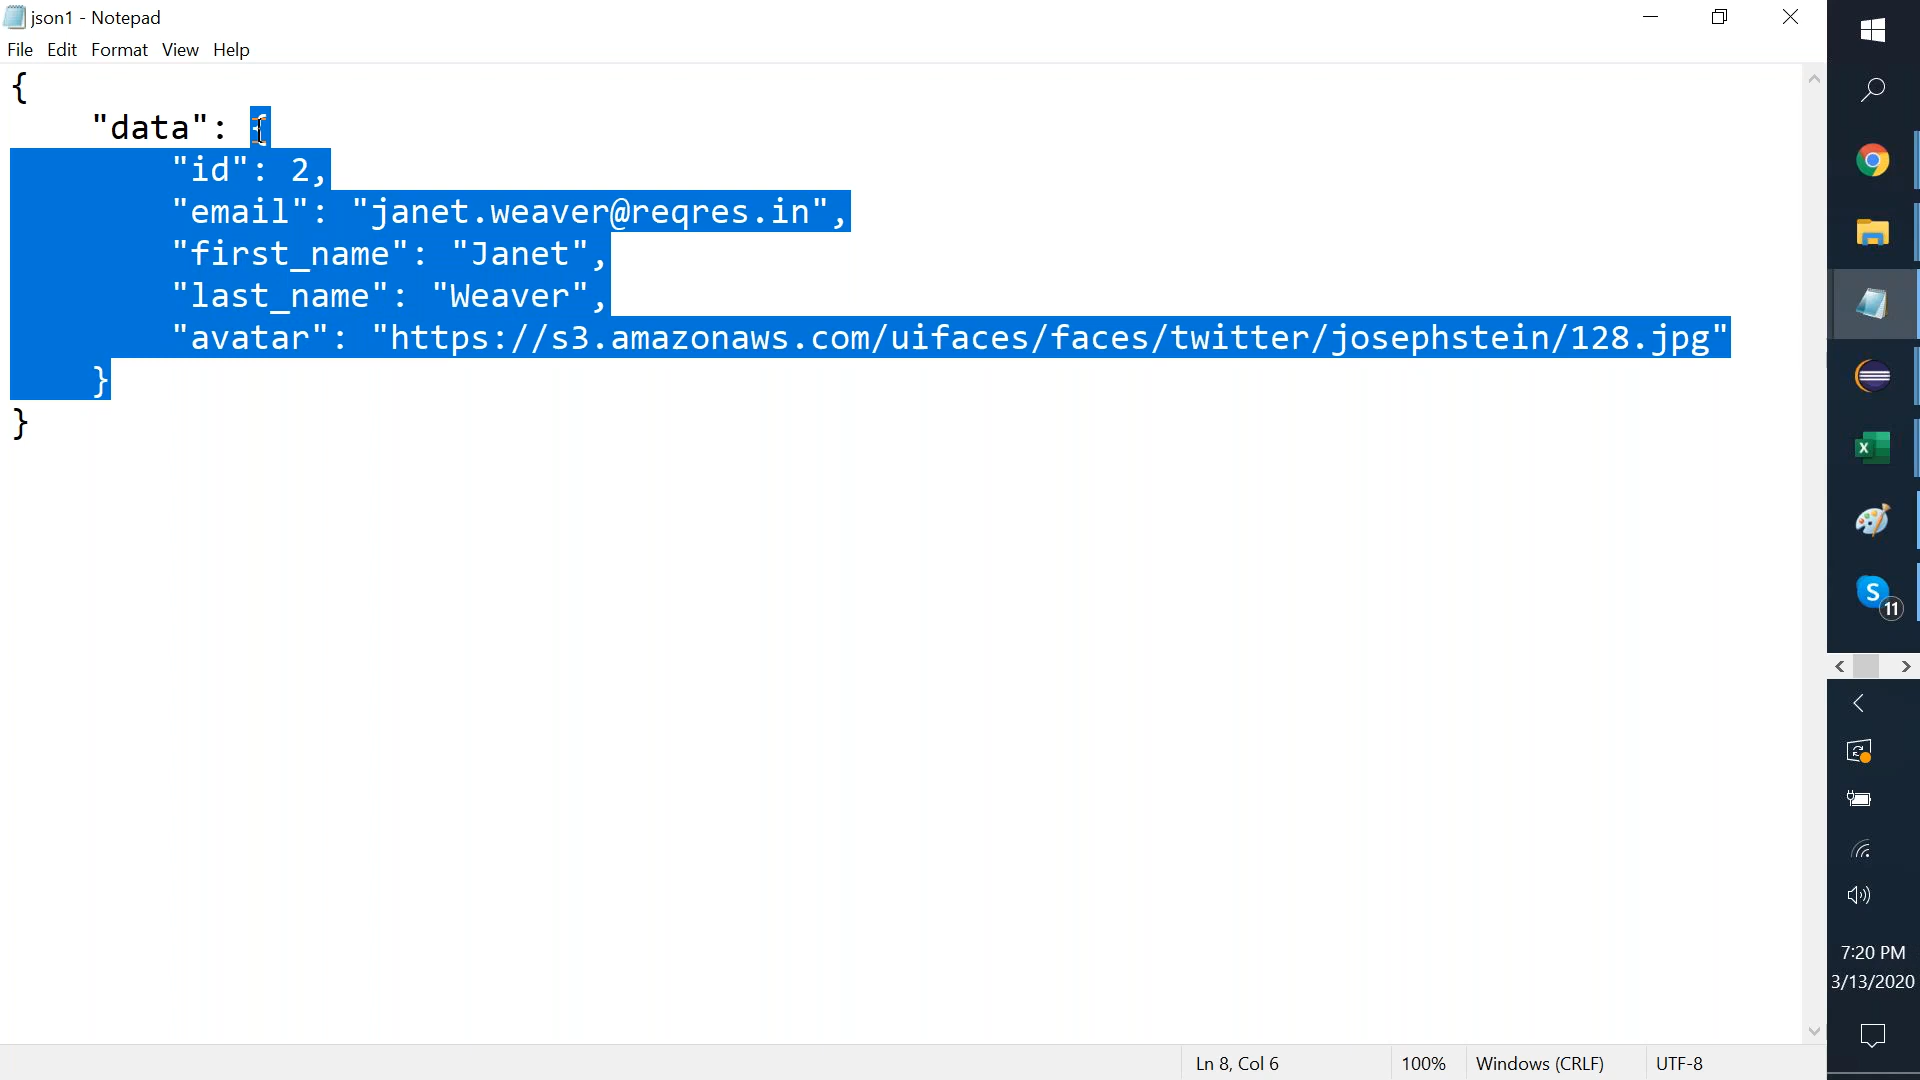 json1 - Notepad
File Edit Format View Help
{
    "data": {
        "id": 2,
        "email": "janet.weaver@reqres.in",
        "first_name": "Janet",
        "last_name": "Weaver",
        "avatar": "https://s3.amazonaws.com/uifaces/faces/twitter/josephstein/128.jpg"
    }
}
11
7:20 PM
3/13/2020
Ln 8, Col 6 100% Windows (CRLF) UTF-8